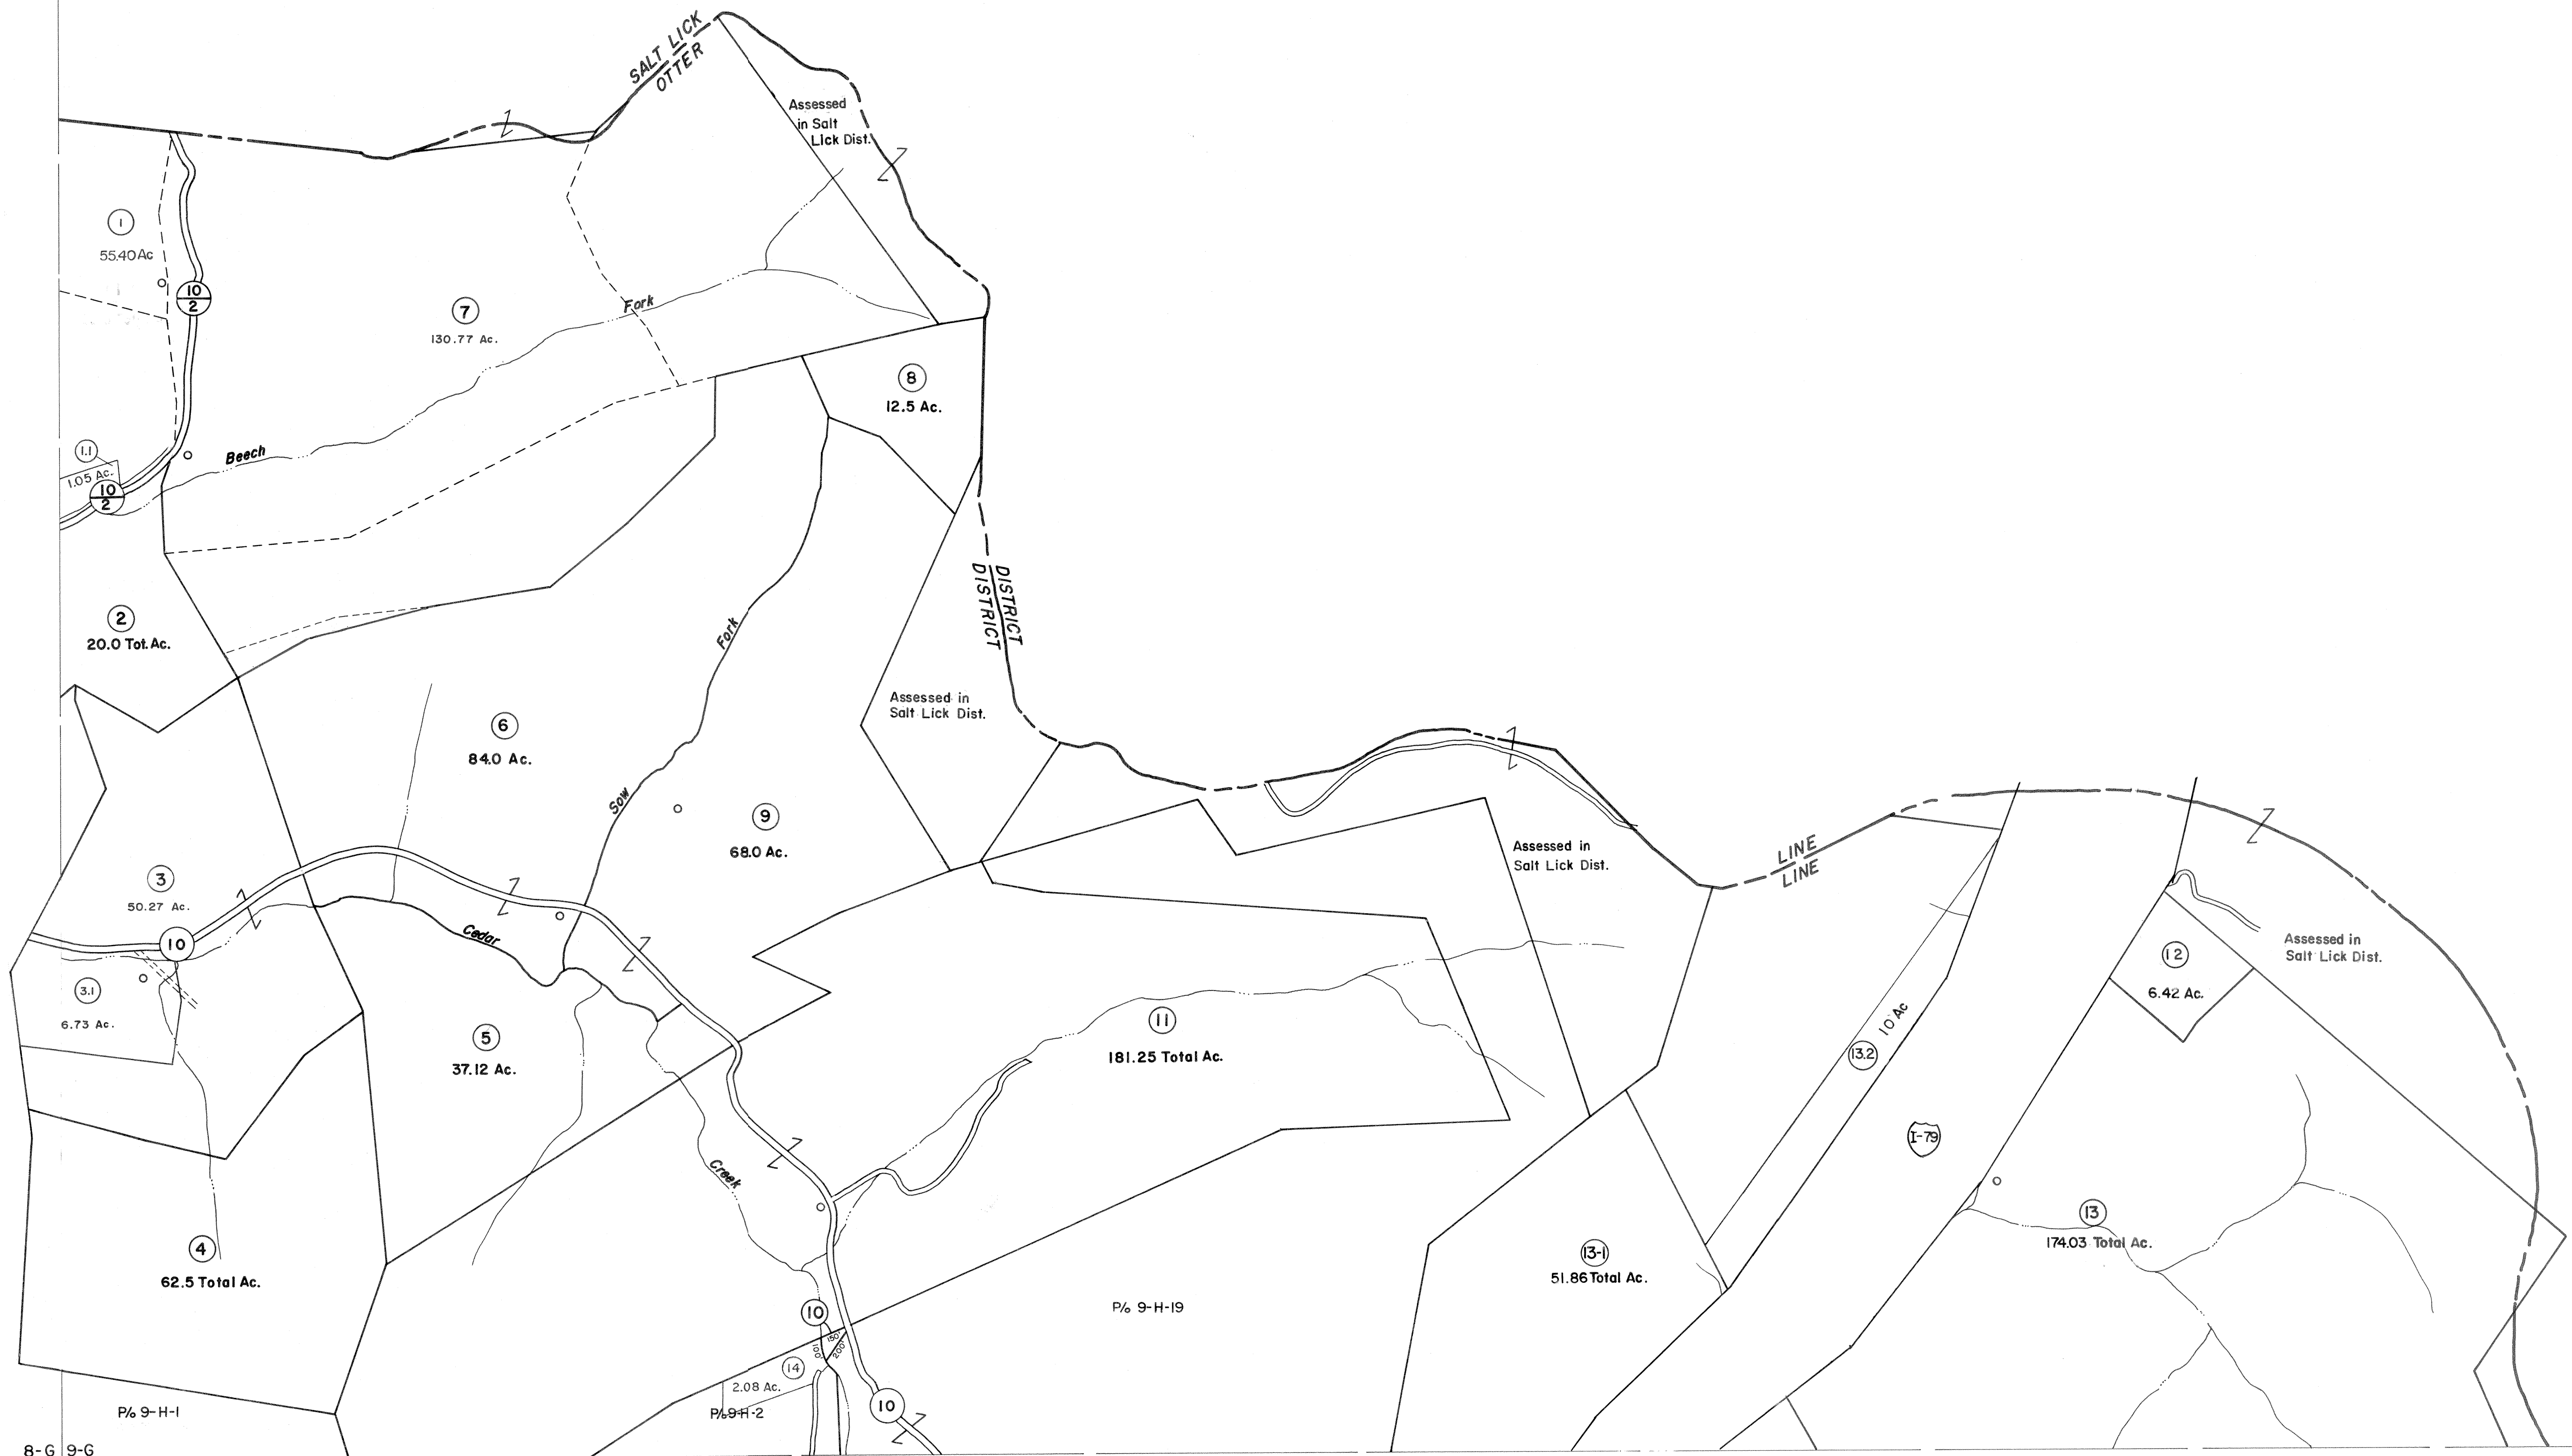 SALT LICK
OTTER
Assessed
in Salt
Lick Dist.
1
55.40 Ac
10
2
7
130.77 Ac.
Fork
8
12.5 Ac.
1.1
1.05 Ac.
10
2
Beech
DISTRICT
DISTRICT
2
20.0 Tot. Ac.
Fork
6
84.0 Ac.
Assessed in
Salt Lick Dist.
Sow
9
68.0 Ac.
LINE
LINE
Assessed in
Salt Lick Dist.
3
50.27 Ac.
10
Cedar
12
6.42 Ac.
Assessed in
Salt Lick Dist.
3.1
6.73 Ac.
5
37.12 Ac.
11
181.25 Total Ac.
10 Ac
13.2
I-79
Creek
4
62.5 Total Ac.
13-1
51.86 Total Ac.
13
174.03 Total Ac.
10
150'
100'
200'
P/o 9-H-19
14
2.08 Ac.
P/o 9-H-1
P/o 9-H-2
10
8-G 9-G